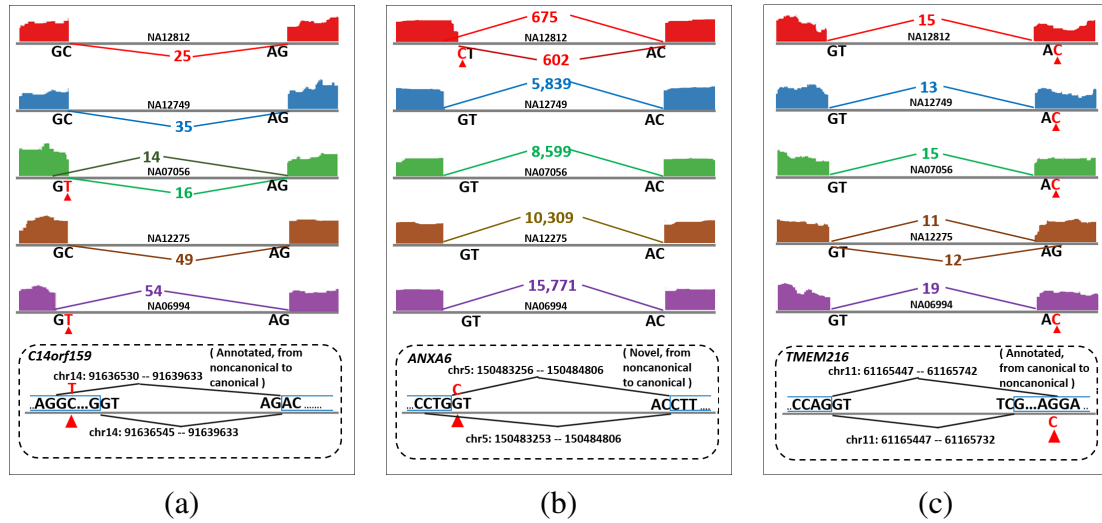 NA12812
GC
25
AG
NA12749
GC
35
AG
14
NA07056
GT
16
AG
NA12275
GC
49
AG
54
NA06994
GT
AG
C14orf159
( Annotated, from
noncanonical to
canonical )
chr14: 91636530 -- 91639633
T
..AGGC...GGT
AGAC .......
chr14: 91636545 -- 91639633
(a)
675
NA12812
CT
602
AC
5,839
NA12749
GT
AC
8,599
NA07056
GT
AC
10,309
NA12275
GT
AC
15,771
NA06994
GT
AC
ANXA6
( Novel, from
noncanonical
to canonical )
chr5: 150483256 -- 150484806
C
...CCTGGT
ACCTT ....
chr5: 150483253 -- 150484806
(b)
15
NA12812
GT
AC
13
NA12749
GT
AC
15
NA07056
GT
AC
11
NA12275
GT
12
AG
19
NA06994
GT
AC
TMEM216
( Annotated,
from canonical to
noncanonical )
chr11: 61165447 -- 61165742
..CCAGGT
TCG...AGGA ..
C
chr11: 61165447 -- 61165732
(c)